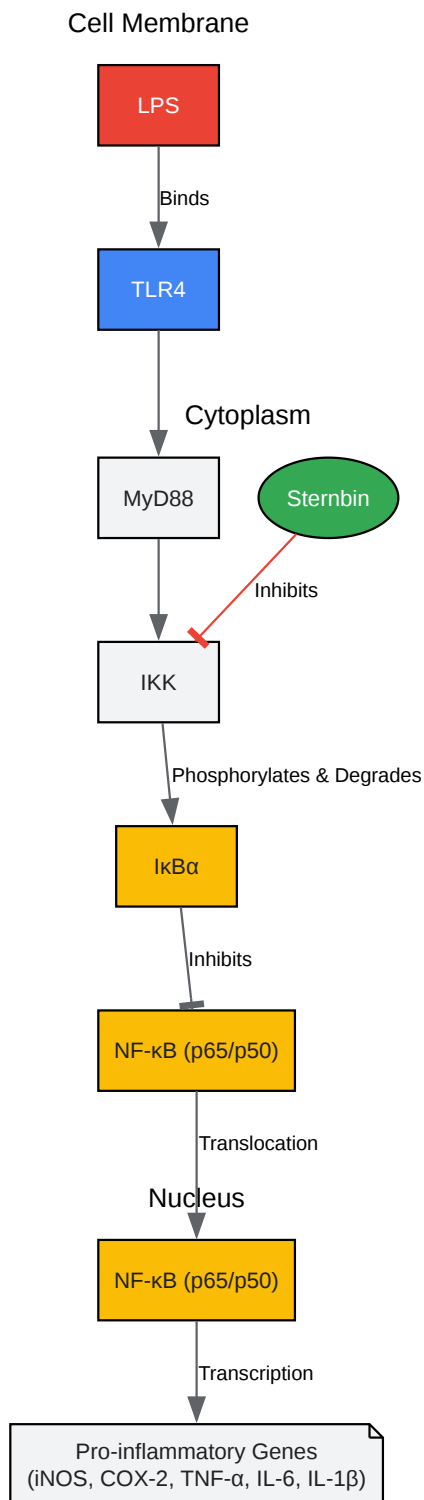 Cell Membrane
LPS
Binds
TLR4
Cytoplasm
MyD88
Sternbin
Inhibits
IKK
Phosphorylates & Degrades
IκBα
Inhibits
NF-κB (p65/p50)
Translocation
Nucleus
NF-κB (p65/p50)
Transcription
Pro-inflammatory Genes
(iNOS, COX-2, TNF-α, IL-6, IL-1β)